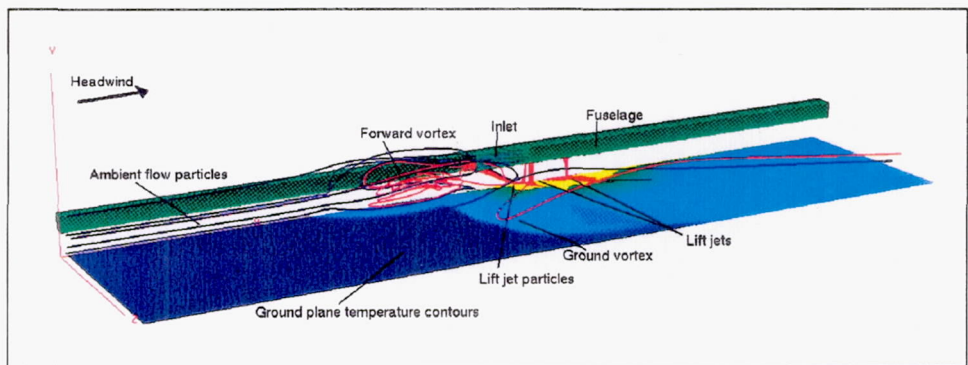 Y
Headwind
Fuselage
Inlet
Forward vortex
Ambient flow particles
Lift jets
Ground vortex
Lift jet particles
Ground plane temperature contours
Z